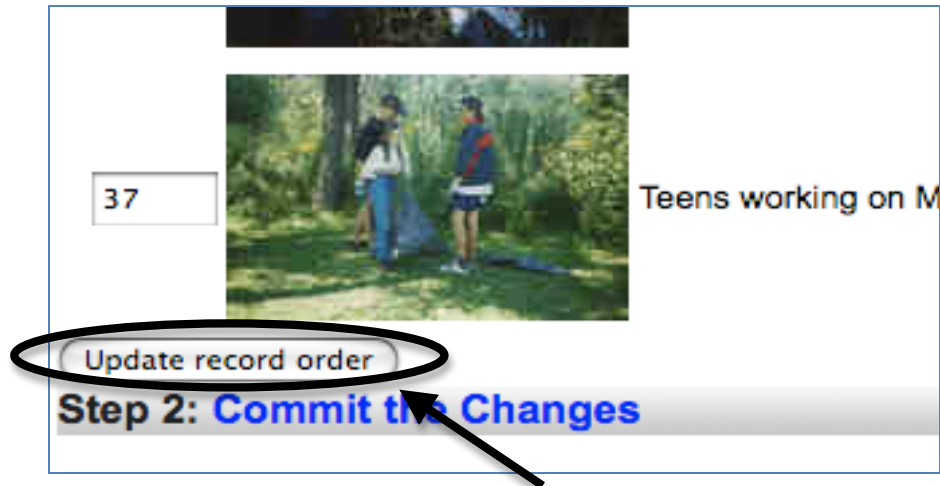 37
Teens working on M
Update record order
Step 2: Commit the Changes